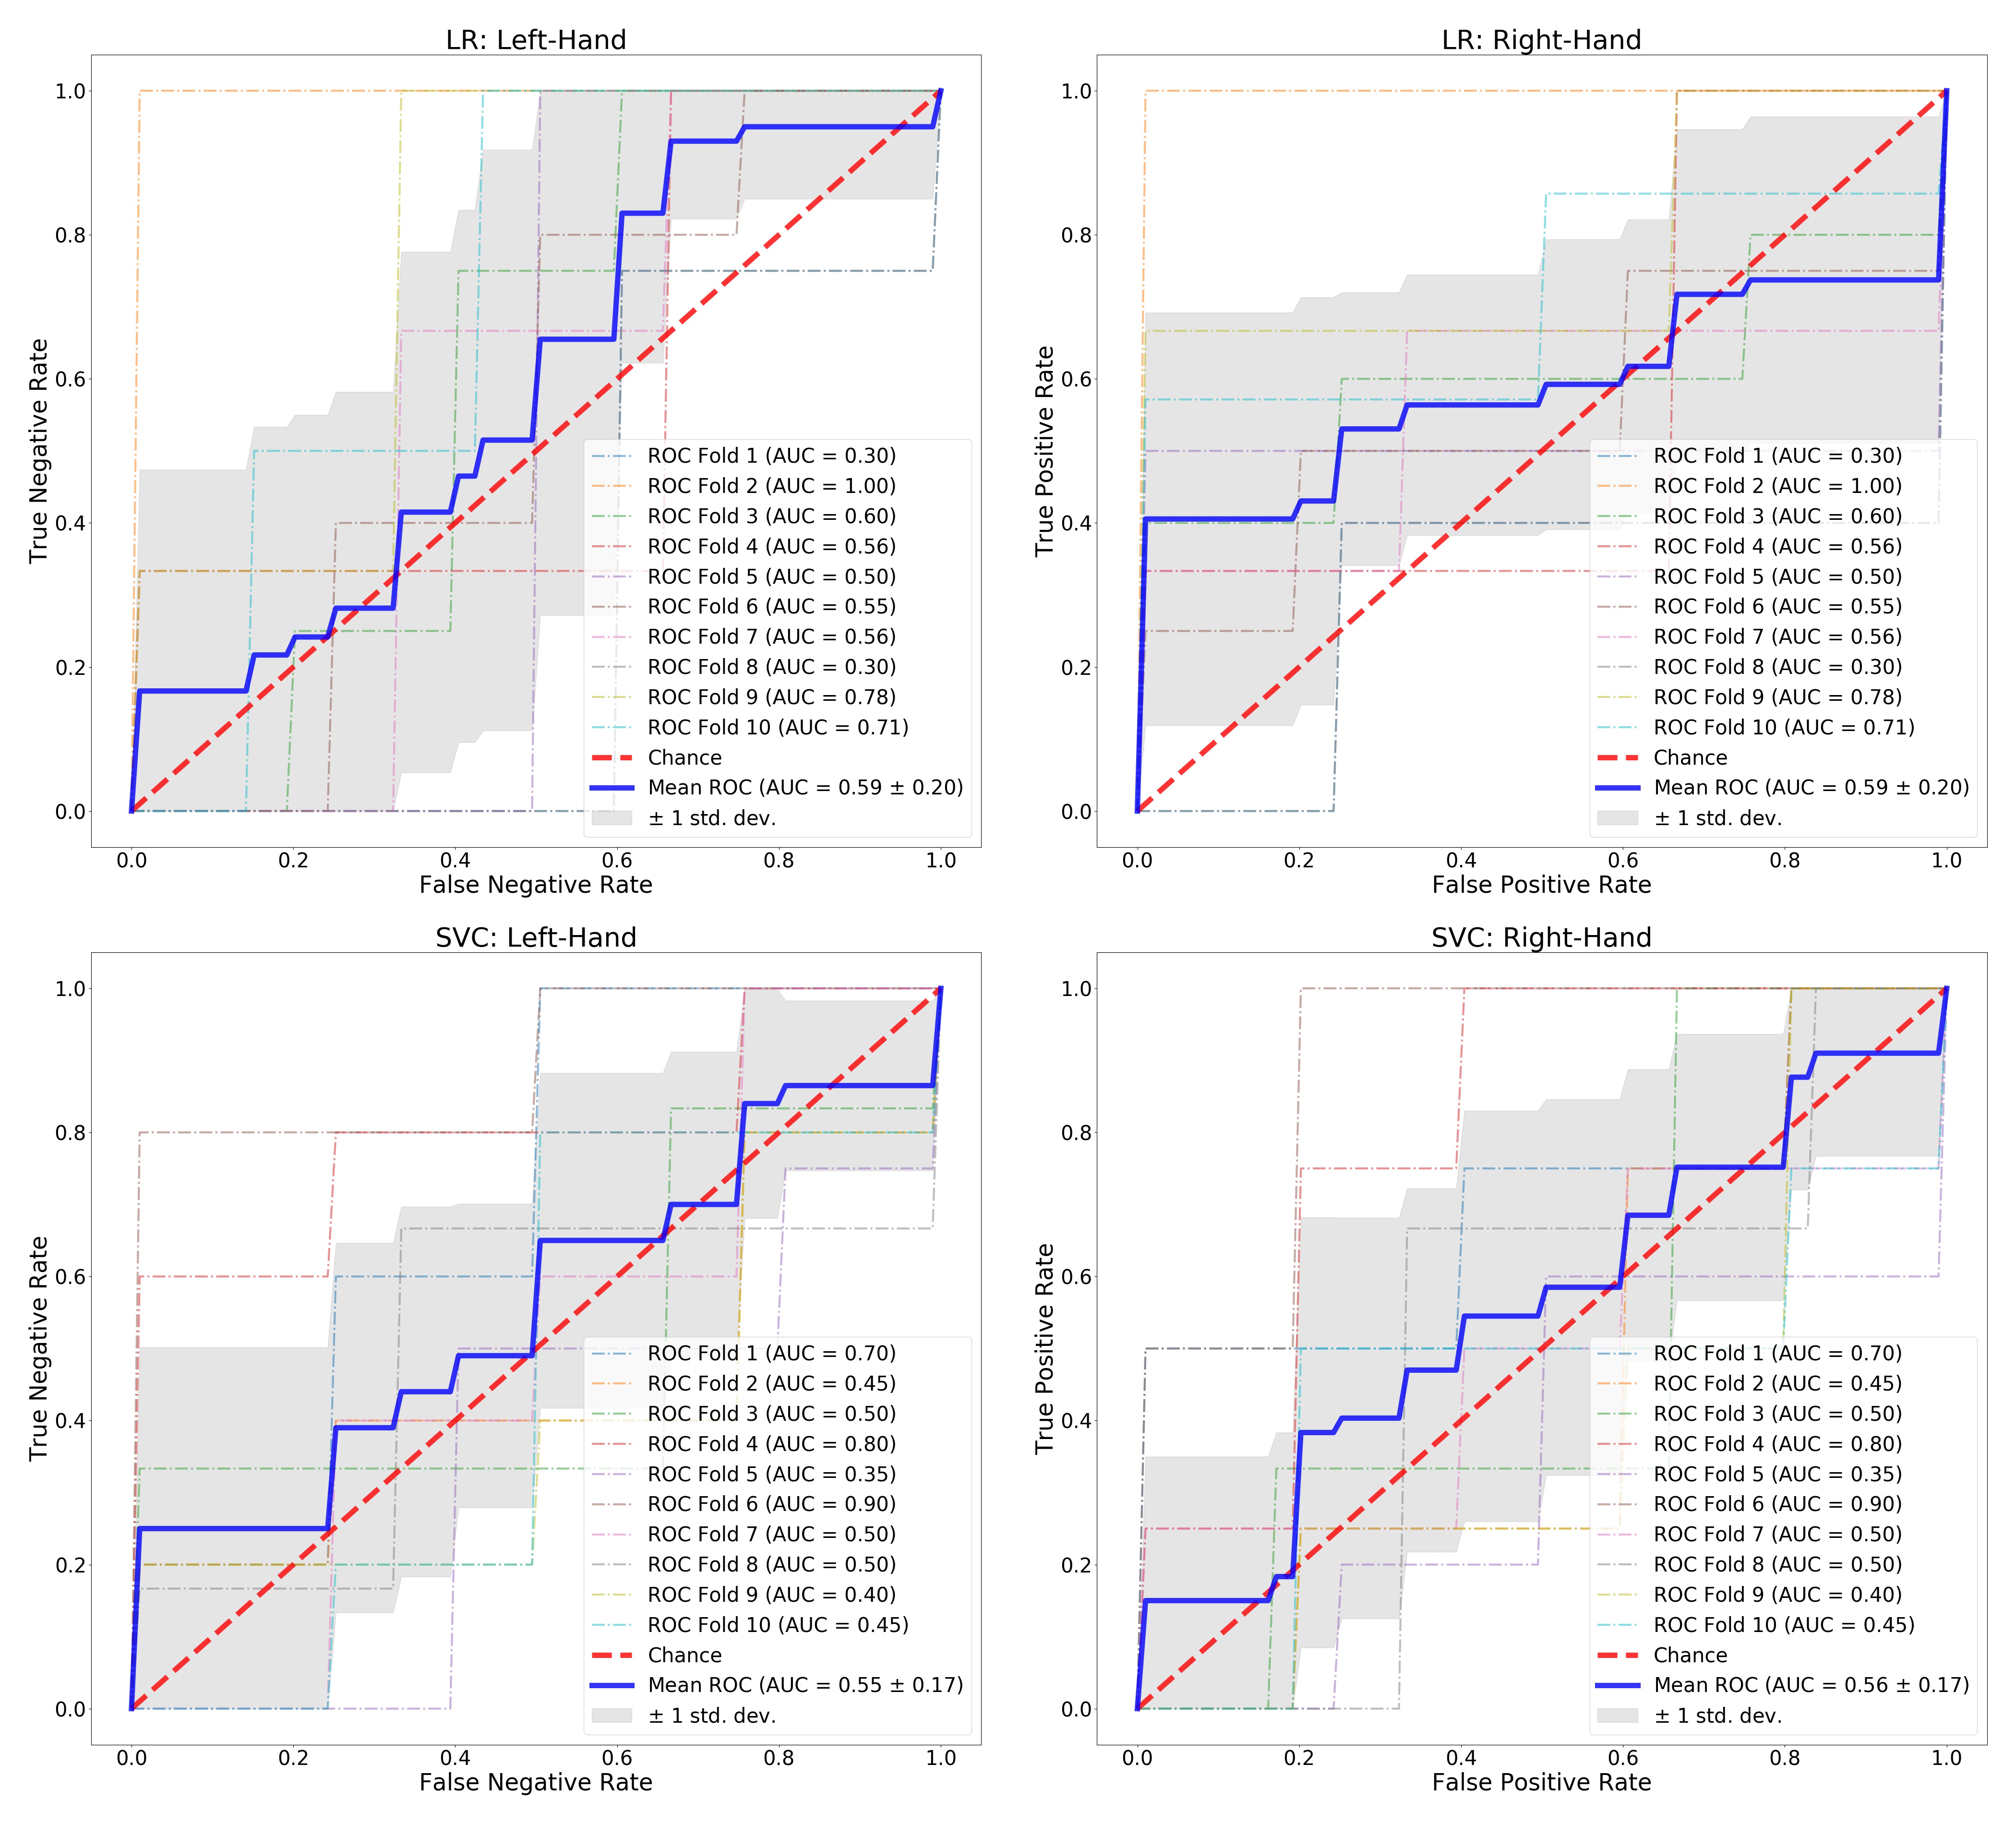 LR: Left-Hand
True Negative Rate
1.0
0.8
0.6
0.4
0.2
0.0
ROC Fold 1 (AUC = 0.30)
ROC Fold 2 (AUC = 1.00)
ROC Fold 3 (AUC = 0.60)
ROC Fold 4 (AUC = 0.56)
ROC Fold 5 (AUC = 0.50)
ROC Fold 6 (AUC = 0.55)
ROC Fold 7 (AUC = 0.56)
ROC Fold 8 (AUC = 0.30)
ROC Fold 9 (AUC = 0.78)
ROC Fold 10 (AUC = 0.71)
Chance
Mean ROC (AUC = 0.59 ± 0.20)
± 1 std. dev.
0.0 0.2 0.4 0.6 0.8 1.0
False Negative Rate
LR: Right-Hand
True Positive Rate
1.0
0.8
0.6
0.4
0.2
0.0
ROC Fold 1 (AUC = 0.30)
ROC Fold 2 (AUC = 1.00)
ROC Fold 3 (AUC = 0.60)
ROC Fold 4 (AUC = 0.56)
ROC Fold 5 (AUC = 0.50)
ROC Fold 6 (AUC = 0.55)
ROC Fold 7 (AUC = 0.56)
ROC Fold 8 (AUC = 0.30)
ROC Fold 9 (AUC = 0.78)
ROC Fold 10 (AUC = 0.71)
Chance
Mean ROC (AUC = 0.59 ± 0.20)
± 1 std. dev.
0.0 0.2 0.4 0.6 0.8 1.0
False Positive Rate
SVC: Left-Hand
True Negative Rate
1.0
0.8
0.6
0.4
0.2
0.0
ROC Fold 1 (AUC = 0.70)
ROC Fold 2 (AUC = 0.45)
ROC Fold 3 (AUC = 0.50)
ROC Fold 4 (AUC = 0.80)
ROC Fold 5 (AUC = 0.35)
ROC Fold 6 (AUC = 0.90)
ROC Fold 7 (AUC = 0.50)
ROC Fold 8 (AUC = 0.50)
ROC Fold 9 (AUC = 0.40)
ROC Fold 10 (AUC = 0.45)
Chance
Mean ROC (AUC = 0.55 ± 0.17)
± 1 std. dev.
0.0 0.2 0.4 0.6 0.8 1.0
False Negative Rate
SVC: Right-Hand
True Positive Rate
1.0
0.8
0.6
0.4
0.2
0.0
ROC Fold 1 (AUC = 0.70)
ROC Fold 2 (AUC = 0.45)
ROC Fold 3 (AUC = 0.50)
ROC Fold 4 (AUC = 0.80)
ROC Fold 5 (AUC = 0.35)
ROC Fold 6 (AUC = 0.90)
ROC Fold 7 (AUC = 0.50)
ROC Fold 8 (AUC = 0.50)
ROC Fold 9 (AUC = 0.40)
ROC Fold 10 (AUC = 0.45)
Chance
Mean ROC (AUC = 0.56 ± 0.17)
± 1 std. dev.
0.0 0.2 0.4 0.6 0.8 1.0
False Positive Rate